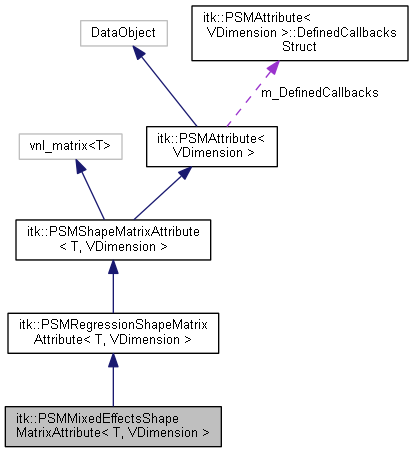 itk::PSMAttribute<
VDimension >::DefinedCallbacks
Struct
DataObject
m_DefinedCallbacks
vnl_matrix<T>
itk::PSMAttribute<
VDimension >
itk::PSMShapeMatrixAttribute
< T, VDimension >
itk::PSMRegressionShapeMatrix
Attribute< T, VDimension >
itk::PSMMixedEffectsShape
MatrixAttribute< T, VDimension >